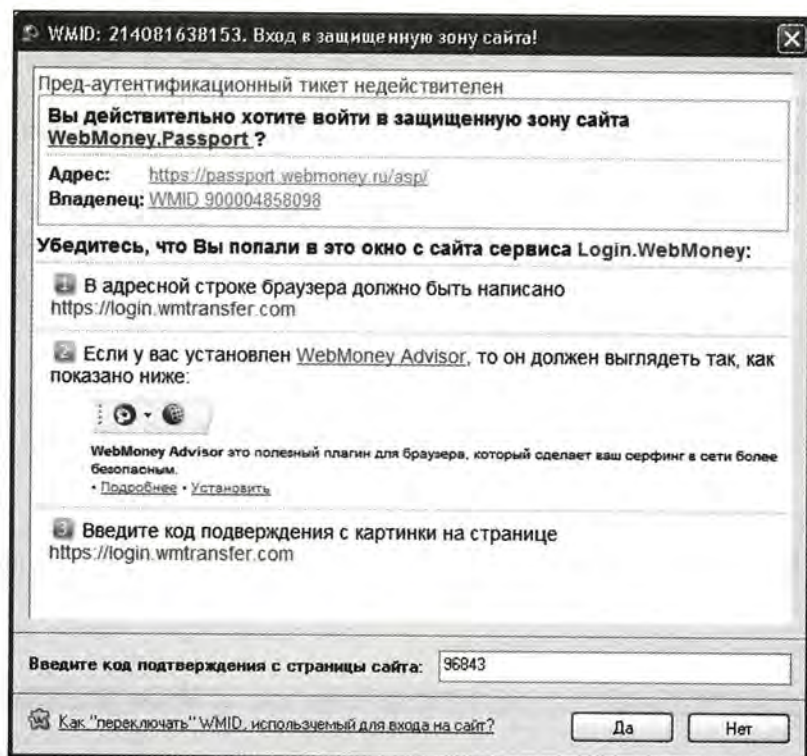 WMID: 214081638153. Вход в защищенную зону сайта!
Пред-аутентификационный тикет недействителен
Вы действительно хотите войти в защищенную зону сайта
WebMoney.Passport ?
Адрес: https://passport.webmoney.ru/asp/
Владелец: WMID 900004858098
Убедитесь, что Вы попали в это окно с сайта сервиса Login.WebMoney:
1 В адресной строке браузера должно быть написано
https://login.wmtransfer.com
2 Если у вас установлен WebMoney Advisor, то он должен выглядеть так, как
показано ниже:
WebMoney Advisor это полезный плагин для браузера, который сделает ваш серфинг в сети более
безопасным.
• Подробнее • Установить
3 Введите код подверждения с картинки на странице
https://login.wmtransfer.com
Введите код подтверждения с страницы сайта: 96843
Как "переключать" WMID, используемый для входа на сайт?
Да Нет